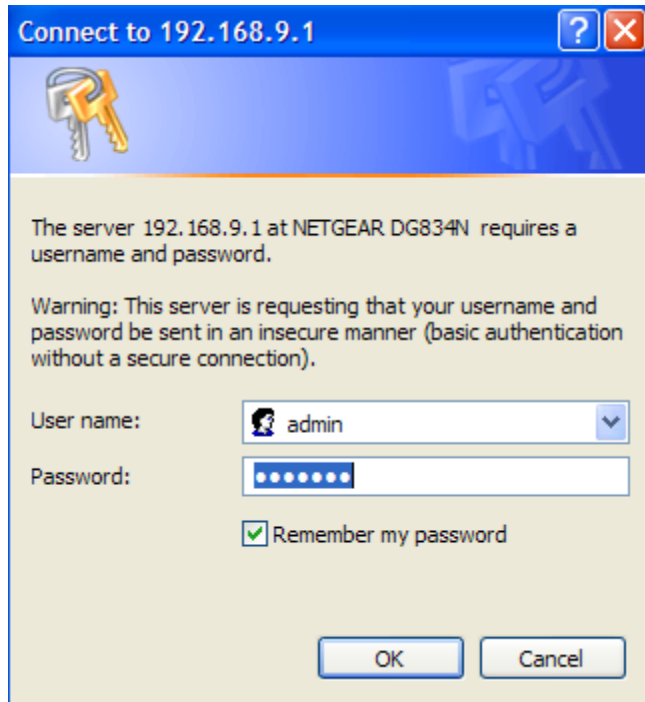 Connect to 192.168.9.1
The server 192.168.9.1 at NETGEAR DG834N requires a
username and password.
Warning: This server is requesting that your username and
password be sent in an insecure manner (basic authentication
without a secure connection).
User name: admin
Password: ●●●●●●●
Remember my password
OK Cancel